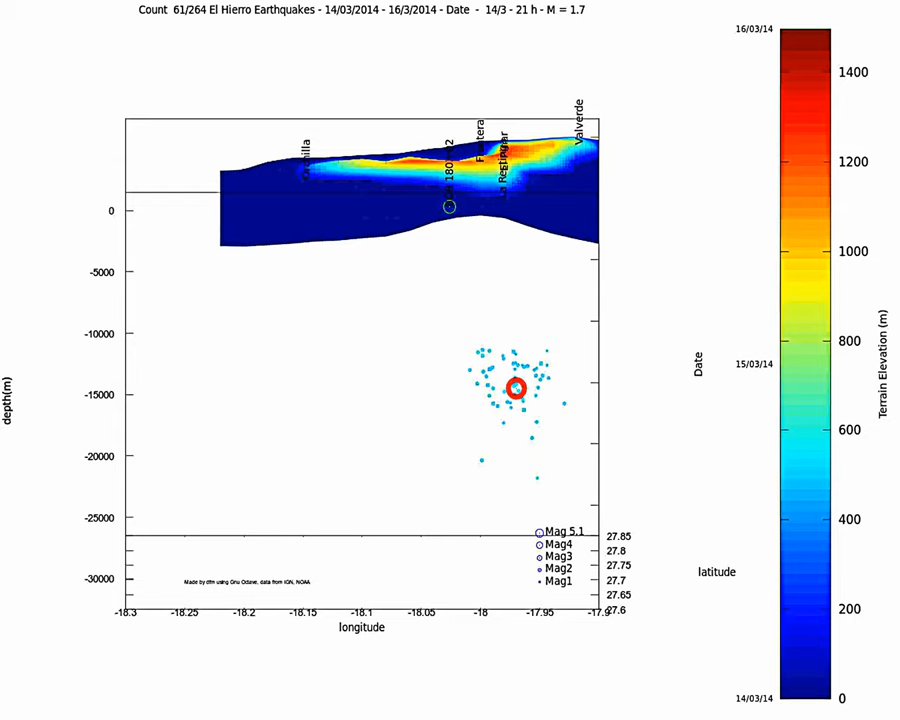 Count 61/264 El Hierro Earthquakes - 14/03/2014 - 16/3/2014 - Date - 14/3 - 21 h - M = 1.7
16/03/14
1400
1200
1000
800
600
400
200
0
15/03/14
14/03/14
Date
Terrain Elevation (m)
Frontera
Valverde
0
-5000
-10000
-15000
-20000
-25000
-30000
depth(m)
Mag 5.1
Mag4
Mag3
Mag2
Mag1
27.85
27.8
27.75
27.7
27.65
27.6
latitude
Made by dfm using Gnu Octave, data from IGN, NOAA.
-18.3
-18.25
-18.2
-18.15
-18.1
-18.05
-18
-17.95
-17.9
longitude